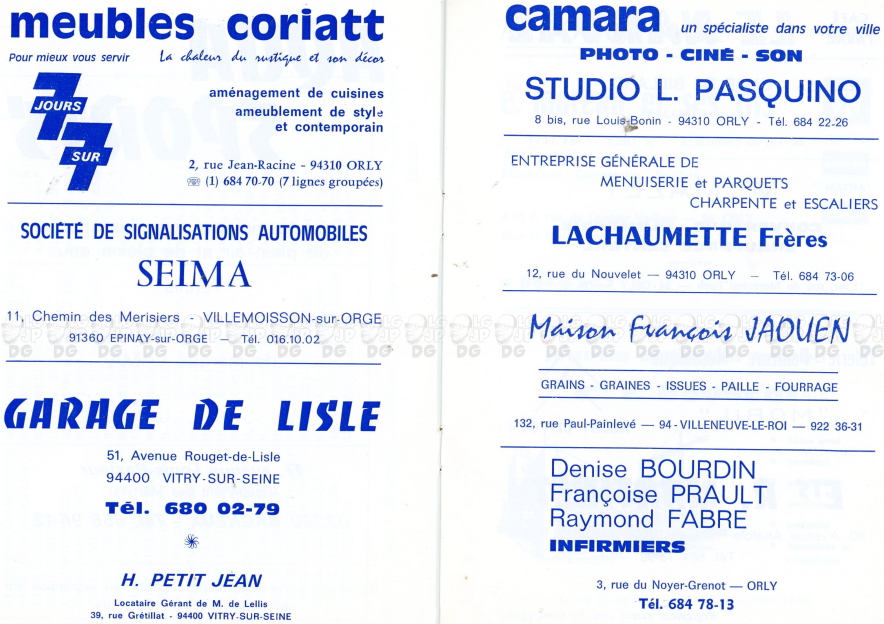 meubles coriatt
Pour mieux vous servir La chaleur du rustique et son décor
7 JOURS
SUR 7
aménagement de cuisines
ameublement de style
et contemporain
2, rue Jean-Racine - 94310 ORLY
☏ (1) 684 70-70 (7 lignes groupées)
SOCIÉTÉ DE SIGNALISATIONS AUTOMOBILES
SEIMA
11, Chemin des Merisiers - VILLEMOISSON-sur-ORGE
91360 EPINAY-sur-ORGE — Tél. 016.10.02
GARAGE DE LISLE
51, Avenue Rouget-de-Lisle
94400 VITRY-SUR-SEINE
Tél. 680 02-79
H. PETIT JEAN
Locataire Gérant de M. de Lellis
39, rue Grétillat - 94400 VITRY-SUR-SEINE
camara un spécialiste dans votre ville
PHOTO - CINÉ - SON
STUDIO L. PASQUINO
8 bis, rue Louis-Bonin - 94310 ORLY - Tél. 684 22-26
ENTREPRISE GÉNÉRALE DE
MENUISERIE et PARQUETS
CHARPENTE et ESCALIERS
LACHAUMETTE Frères
12, rue du Nouvelet — 94310 ORLY — Tél. 684 73-06
Maison François JAOUEN
GRAINS - GRAINES - ISSUES - PAILLE - FOURRAGE
132, rue Paul-Painlevé — 94 - VILLENEUVE-LE-ROI — 922 36-31
Denise BOURDIN
Françoise PRAULT
Raymond FABRE
INFIRMIERS
3, rue du Noyer-Grenot — ORLY
Tél. 684 78-13